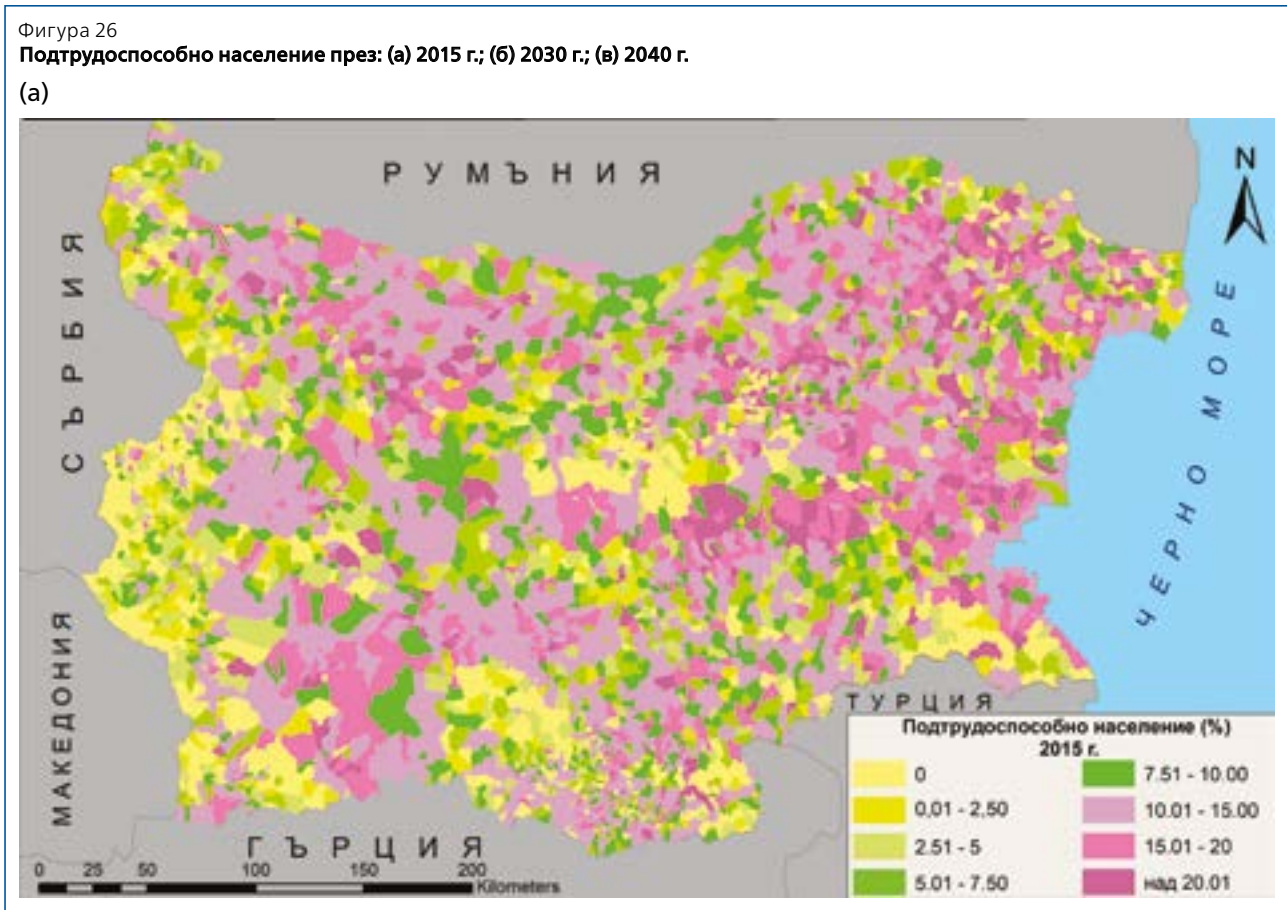 Фигура 26
Подтрудоспособно население през: (а) 2015 г.; (б) 2030 г.; (в) 2040 г.
(а)
РУМЪНИЯ
N
СЪРБИЯ
ЧЕРНО МОРЕ
МАКЕДОНИЯ
ТУРЦИЯ
ГЪРЦИЯ
0 25 50 100 150 200
Kilometers
Подтрудоспособно население (%)
2015 г.
0
0,01 - 2,50
2.51 - 5
5.01 - 7.50
7.51 - 10.00
10.01 - 15.00
15.01 - 20
над 20.01